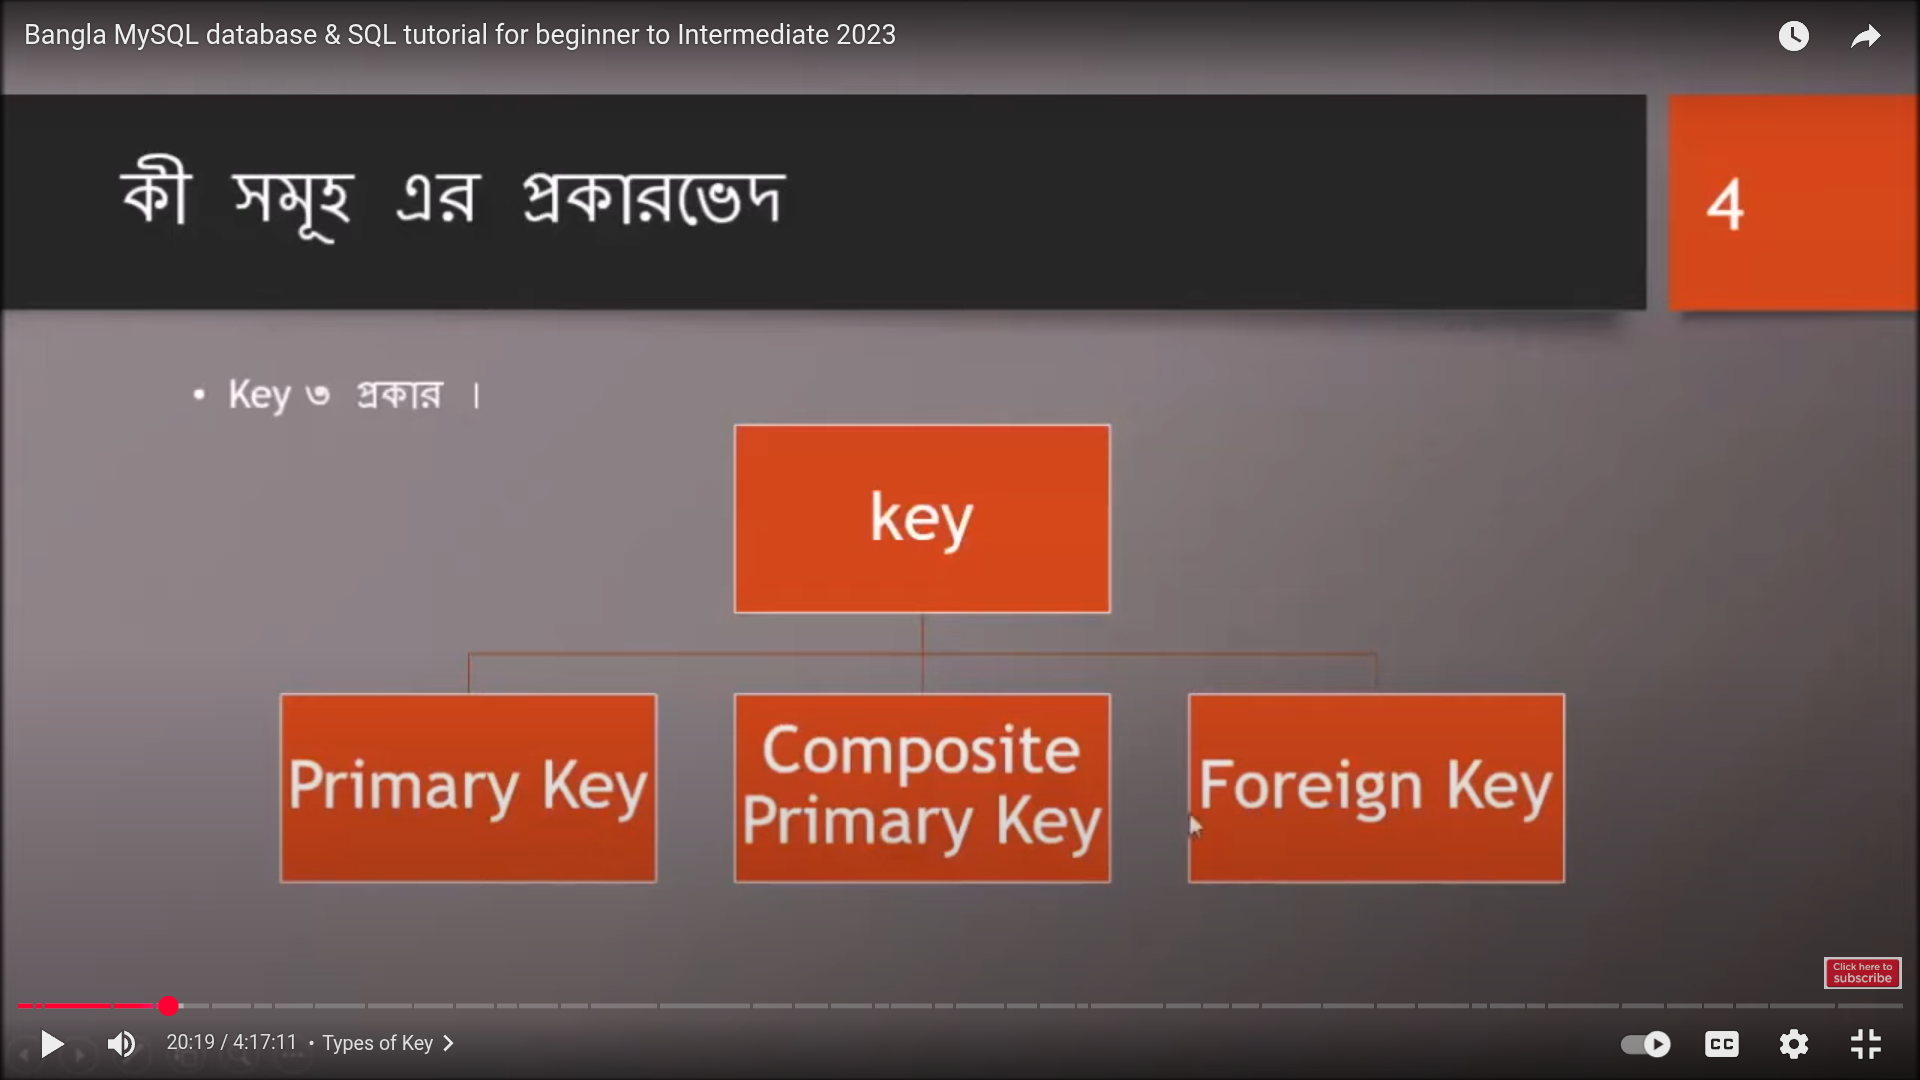 Bangla MySQL database & SQL tutorial for beginner to Intermediate 2023
কী সমূহ এর প্রকারভেদ
4
• Key ৩ প্রকার ।
key
Primary Key
Composite
Primary Key
Foreign Key
Click here to
subscribe
20:19 / 4:17:11 • Types of Key
CC